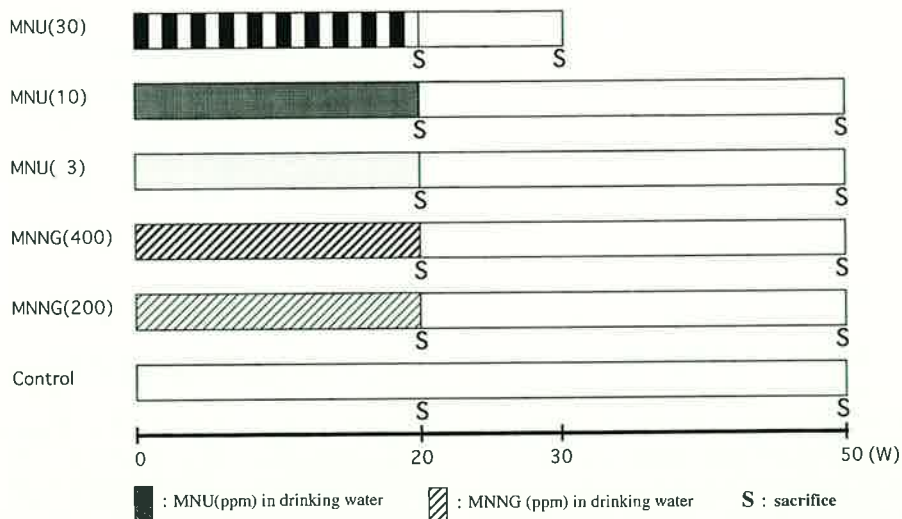 MNU(30)
S S
MNU(10)
S S
MNU( 3)
S S
MNNG(400)
S S
MNNG(200)
S S
Control
S S
0 20 30 50 (W)
: MNU(ppm) in drinking water : MNNG (ppm) in drinking water S : sacrifice